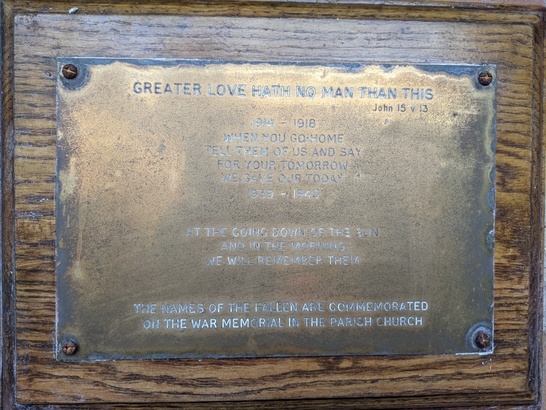 GREATER LOVE HATH NO MAN THAN THIS
John 15 v 13
1914 - 1918
WHEN YOU GO HOME
TELL THEM OF US AND SAY
FOR YOUR TOMORROW
WE GAVE OUR TODAY
1939 - 1945
AT THE GOING DOWN OF THE SUN
AND IN THE MORNING
WE WILL REMEMBER THEM
THE NAMES OF THE FALLEN ARE COMMEMORATED
ON THE WAR MEMORIAL IN THE PARISH CHURCH